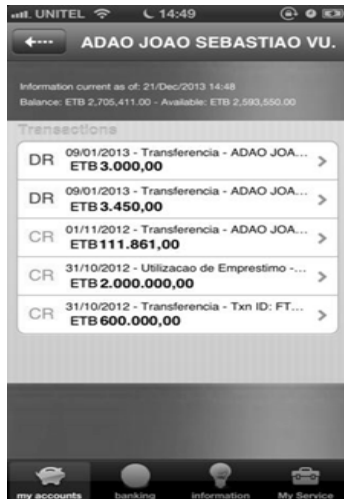 UNITEL 14:49
ADAO JOAO SEBASTIAO VU.
Information current as of: 21/Dec/2013 14:48
Balance: ETB 2,705,411.00 - Available: ETB 2,593,550.00
Transactions
DR 09/01/2013 - Transferencia - ADAO JOA...
ETB 3.000,00
DR 09/01/2013 - Transferencia - ADAO JOA...
ETB 3.450,00
CR 01/11/2012 - Transferencia - ADAO JOA...
ETB 111.861,00
CR 31/10/2012 - Utilizacao de Emprestimo -...
ETB 2.000.000,00
CR 31/10/2012 - Transferencia - Txn ID: FT...
ETB 600.000,00
my accounts banking information My Service